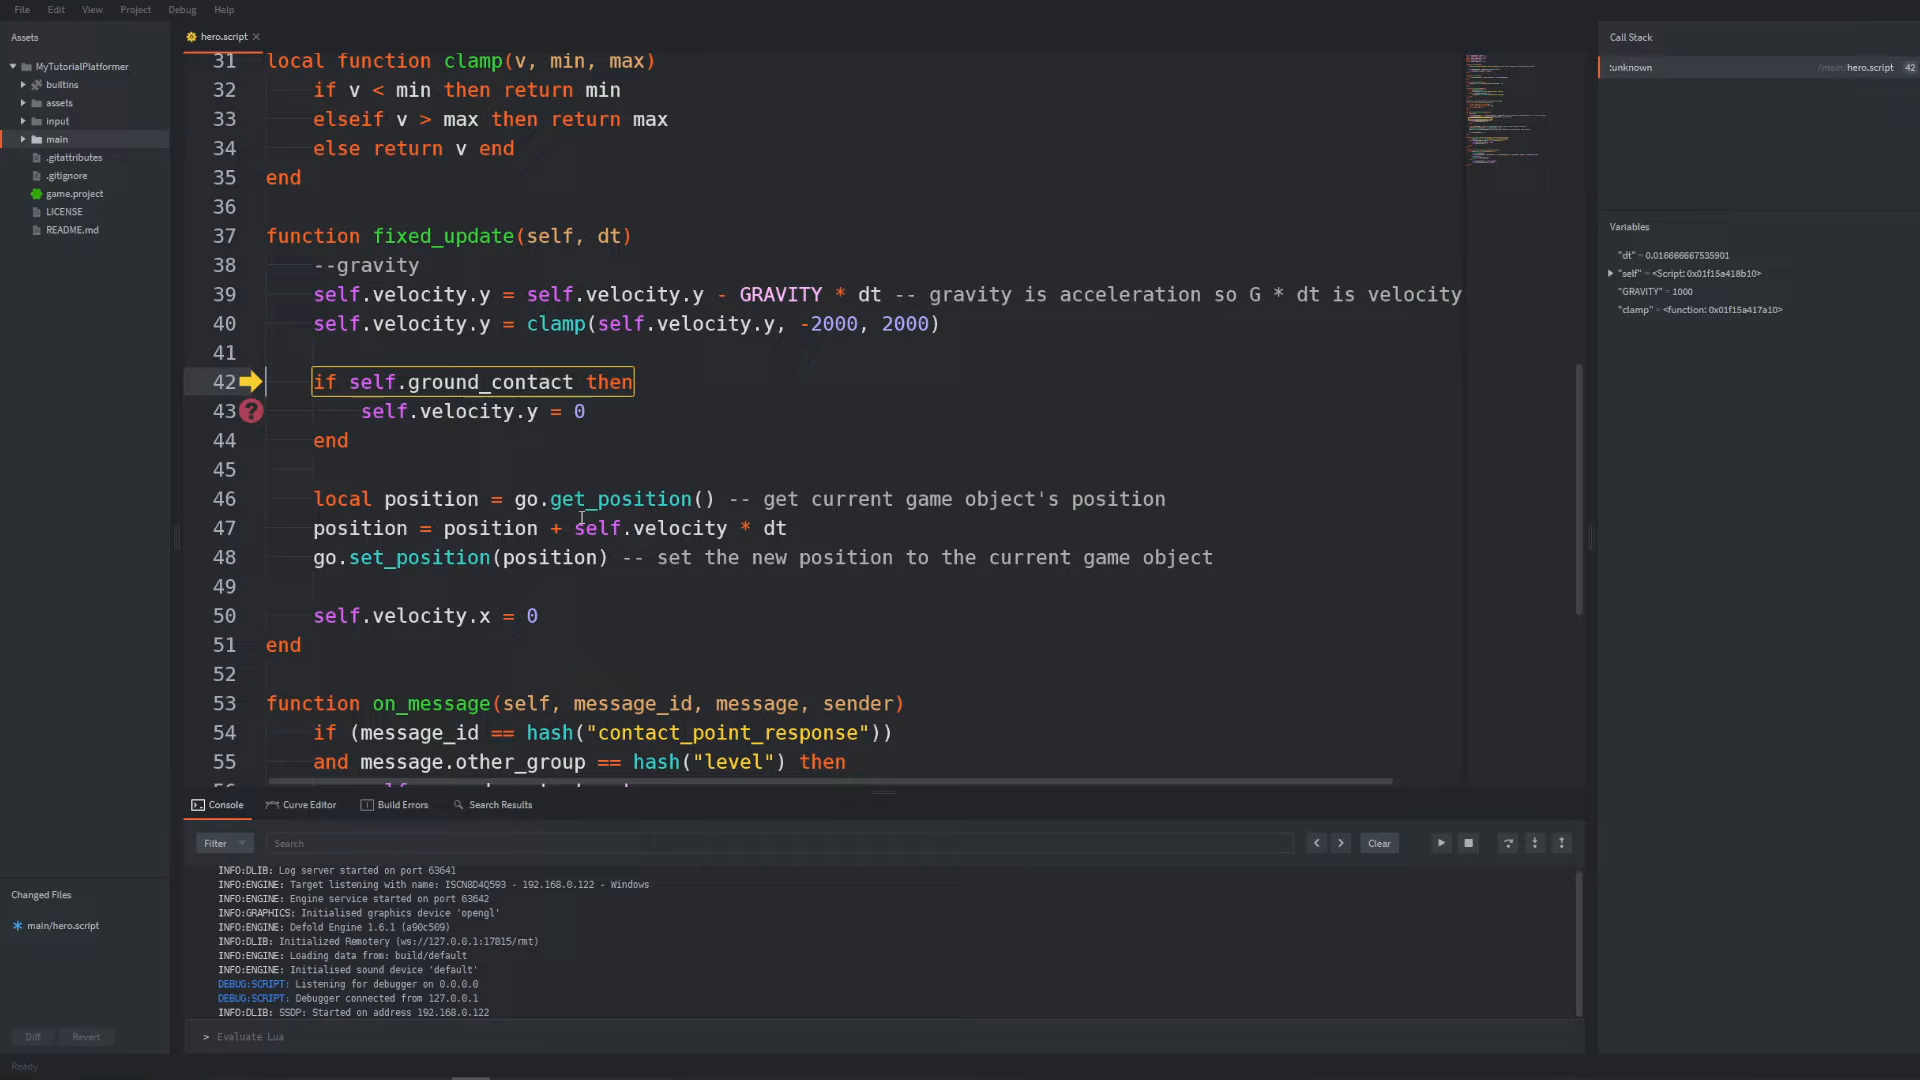 File Edit View Project Debug Help
Assets
MyTutorialPlatformer
builtins
assets
input
main
.gitattributes
.gitignore
game.project
LICENSE
README.md
hero.script
31 local function clamp(v, min, max)
32 if v < min then return min
33 elseif v > max then return max
34 else return v end
35 end
36
37 function fixed_update(self, dt)
38 --gravity
39 self.velocity.y = self.velocity.y - GRAVITY * dt -- gravity is acceleration so G * dt is velocity
40 self.velocity.y = clamp(self.velocity.y, -2000, 2000)
41
42 if self.ground_contact then
43 ? self.velocity.y = 0
44 end
45
46 local position = go.get_position() -- get current game object's position
47 position = position + self.velocity * dt
48 go.set_position(position) -- set the new position to the current game object
49
50 self.velocity.x = 0
51 end
52
53 function on_message(self, message_id, message, sender)
54 if (message_id == hash("contact_point_response"))
55 and message.other_group == hash("level") then
Call Stack
:unknown /main/hero.script 42
Variables
"dt" = 0.016666667535901
"self" = <Script: 0x01f15a418b10>
"GRAVITY" = 1000
"clamp" = <function: 0x01f15a417a10>
Console Curve Editor Build Errors Search Results
Filter Search Clear
INFO:DLIB: Log server started on port 63641
INFO:ENGINE: Target listening with name: ISCN8D4Q593 - 192.168.0.122 - Windows
INFO:ENGINE: Engine service started on port 63642
INFO:GRAPHICS: Initialised graphics device 'opengl'
INFO:ENGINE: Defold Engine 1.6.1 (a90c509)
INFO:DLIB: Initialized Remotery (ws://127.0.0.1:17815/rmt)
INFO:ENGINE: Loading data from: build/default
INFO:ENGINE: Initialised sound device 'default'
DEBUG:SCRIPT: Listening for debugger on 0.0.0.0
DEBUG:SCRIPT: Debugger connected from 127.0.0.1
INFO:DLIB: SSDP: Started on address 192.168.0.122
> Evaluate Lua
Changed Files
main/hero.script
Diff Revert
Ready